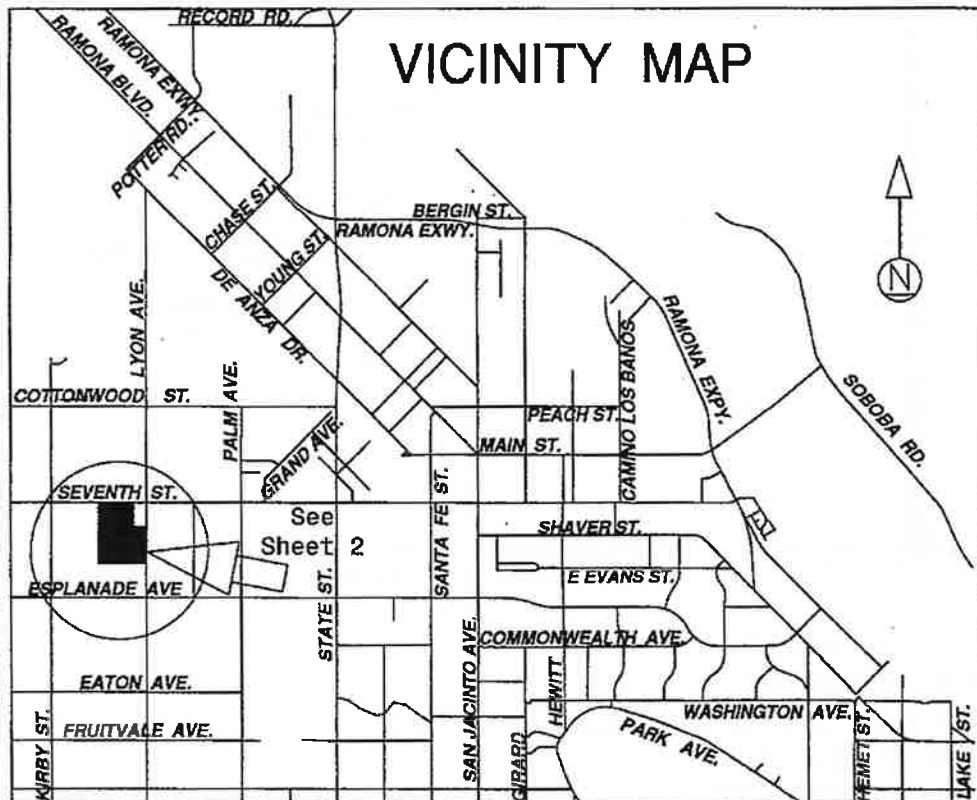 RECORD RD.
VICINITY MAP
RAMONA EXWY.
RAMONA BLVD.
POTTER RD.
CHASE ST.
BERGIN ST.
RAMONA EXWY.
YOUNG ST.
DE ANZA DR.
N
LYON AVE.
RAMONA EXPY.
CAMINO LOS BANOS
SOBOBA RD.
COTTONWOOD ST.
PALM AVE.
GRAND AVE.
PEACH ST.
MAIN ST.
SEVENTH ST.
See
Sheet 2
SANTA FE ST.
SHAVER ST.
E EVANS ST.
ESPLANADE AVE
STATE ST.
SAN JACINTO AVE.
COMMONWEALTH AVE.
EATON AVE.
HEWITT
WASHINGTON AVE.
FRUITVALE AVE.
KIRBY ST.
GIRARD
PARK AVE.
HEMET ST.
LAKE ST.